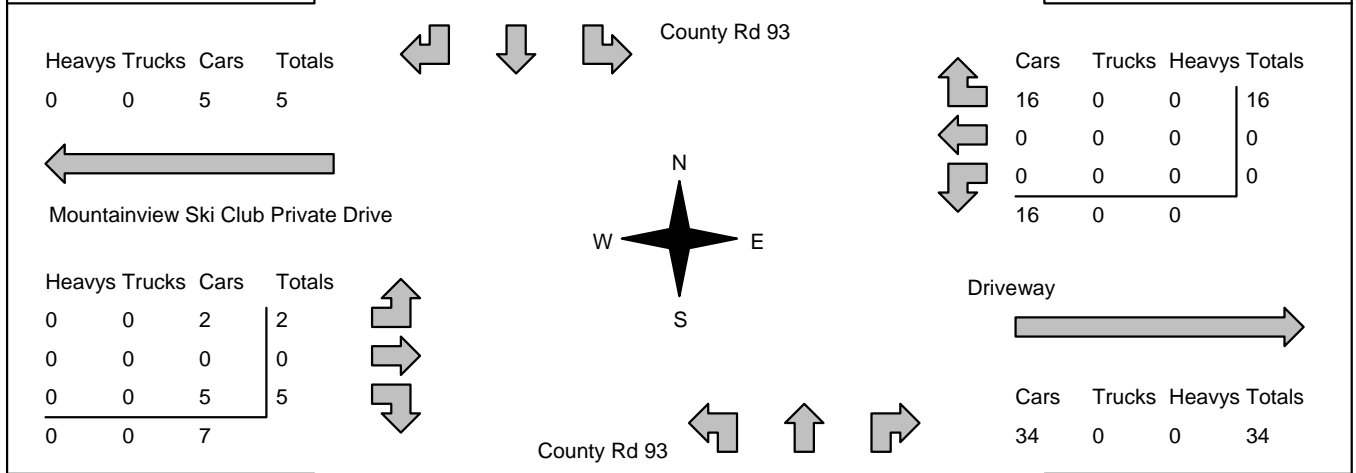 County Rd 93
Heavys Trucks Cars Totals
0 0 5 5
Cars Trucks Heavys Totals
16 0 0 16
0 0 0 0
0 0 0 0
16 0 0
Mountainview Ski Club Private Drive
N
W E
S
Heavys Trucks Cars Totals
0 0 2 2
0 0 0 0
0 0 5 5
0 0 7
Driveway
Cars Trucks Heavys Totals
34 0 0 34
County Rd 93